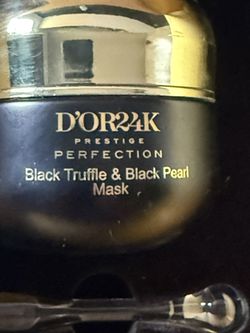 D'OR24K
PRESTIGE
PERFECTION
Black Truffle & Black Pearl
Mask